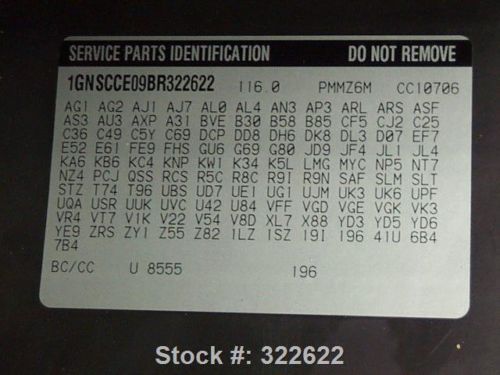 SERVICE PARTS IDENTIFICATION DO NOT REMOVE
1GNSCCE09BR322622 116.0 PMMZ6M CC10706
AG1 AG2 AJ1 AJ7 AL0 AL4 AN3 AP3 ARL ARS ASF
AS3 AU3 AXP A31 BVE B30 B58 B85 CF5 CJ2 C25
C36 C49 C5Y C69 DCP DD8 DH6 DK8 DL3 D07 EF7
E52 E61 FE9 FHS GU6 G69 G80 JD9 JF4 JL1 JL4
KA6 KB6 KC4 KNP KW1 K34 K5L LMG MYC NP5 NT7
NZ4 PCJ QSS RCS R5C R8C R9I R9N SAF SLM SLT
STZ T74 T96 UBS UD7 UE1 UG1 UJM UK3 UK6 UPF
UQA USR UUK UVC U42 U84 VFF VGD VGE VGK VK3
VR4 VT7 V1K V22 V54 V8D XL7 X88 YD3 YD5 YD6
YE9 ZRS ZY1 Z55 Z82 1LZ 1SZ 19I 196 41U 6B4
7B4
BC/CC U 8555 196
Stock #: 322622